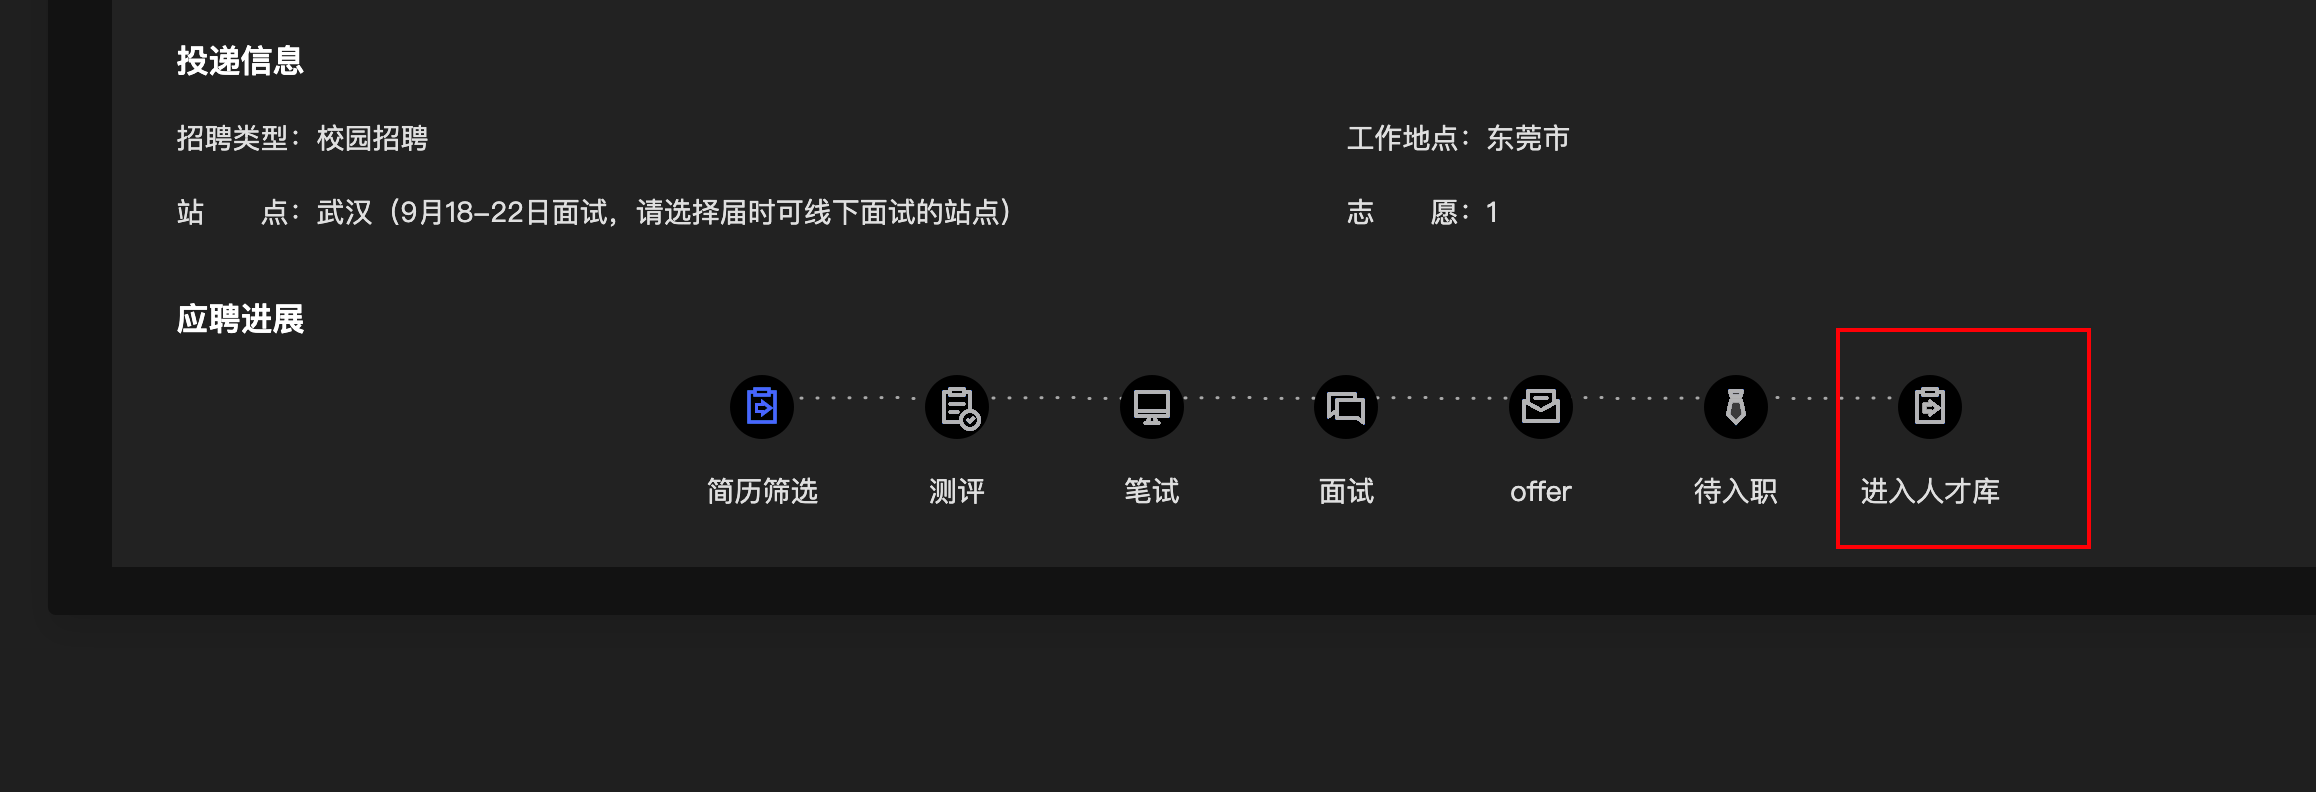 投递信息
招聘类型：校园招聘
工作地点：东莞市
站　　点：武汉（9月18-22日面试，请选择届时可线下面试的站点）
志　　愿：1
应聘进展
简历筛选
测评
笔试
面试
offer
待入职
进入人才库